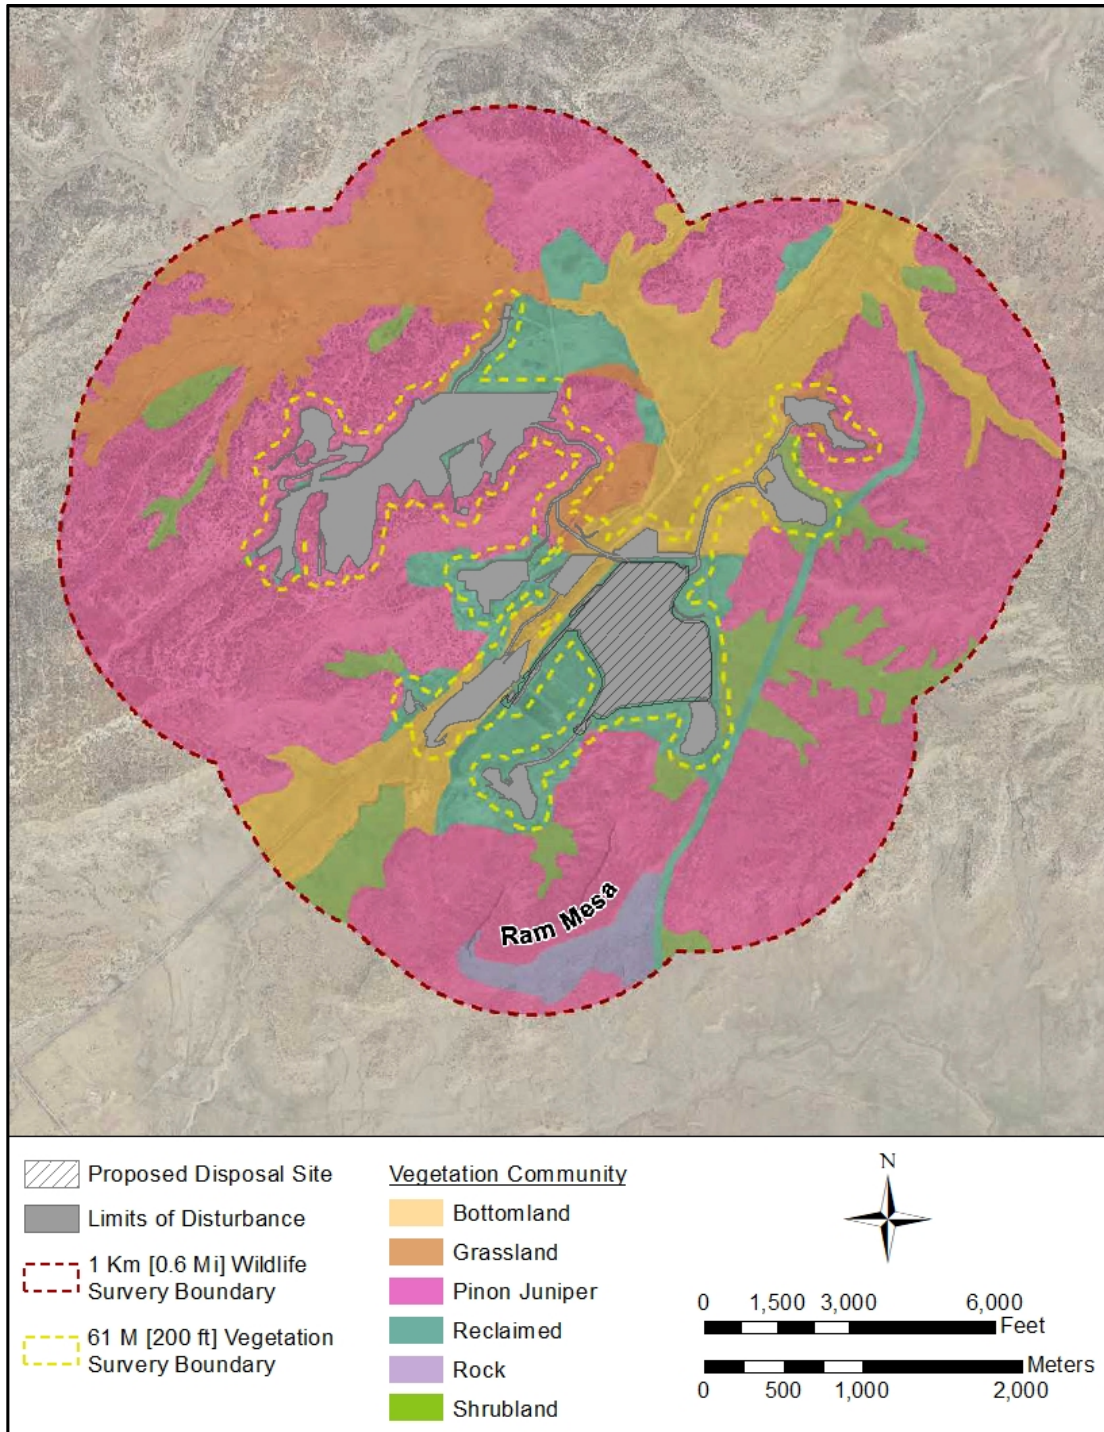 Ram Mesa
Proposed Disposal Site
Limits of Disturbance
1 Km [0.6 Mi] Wildlife
Survery Boundary
61 M [200 ft] Vegetation
Survery Boundary
Vegetation Community
Bottomland
Grassland
Pinon Juniper
Reclaimed
Rock
Shrubland
N
0 1,500 3,000 6,000
Feet
Meters
0 500 1,000 2,000